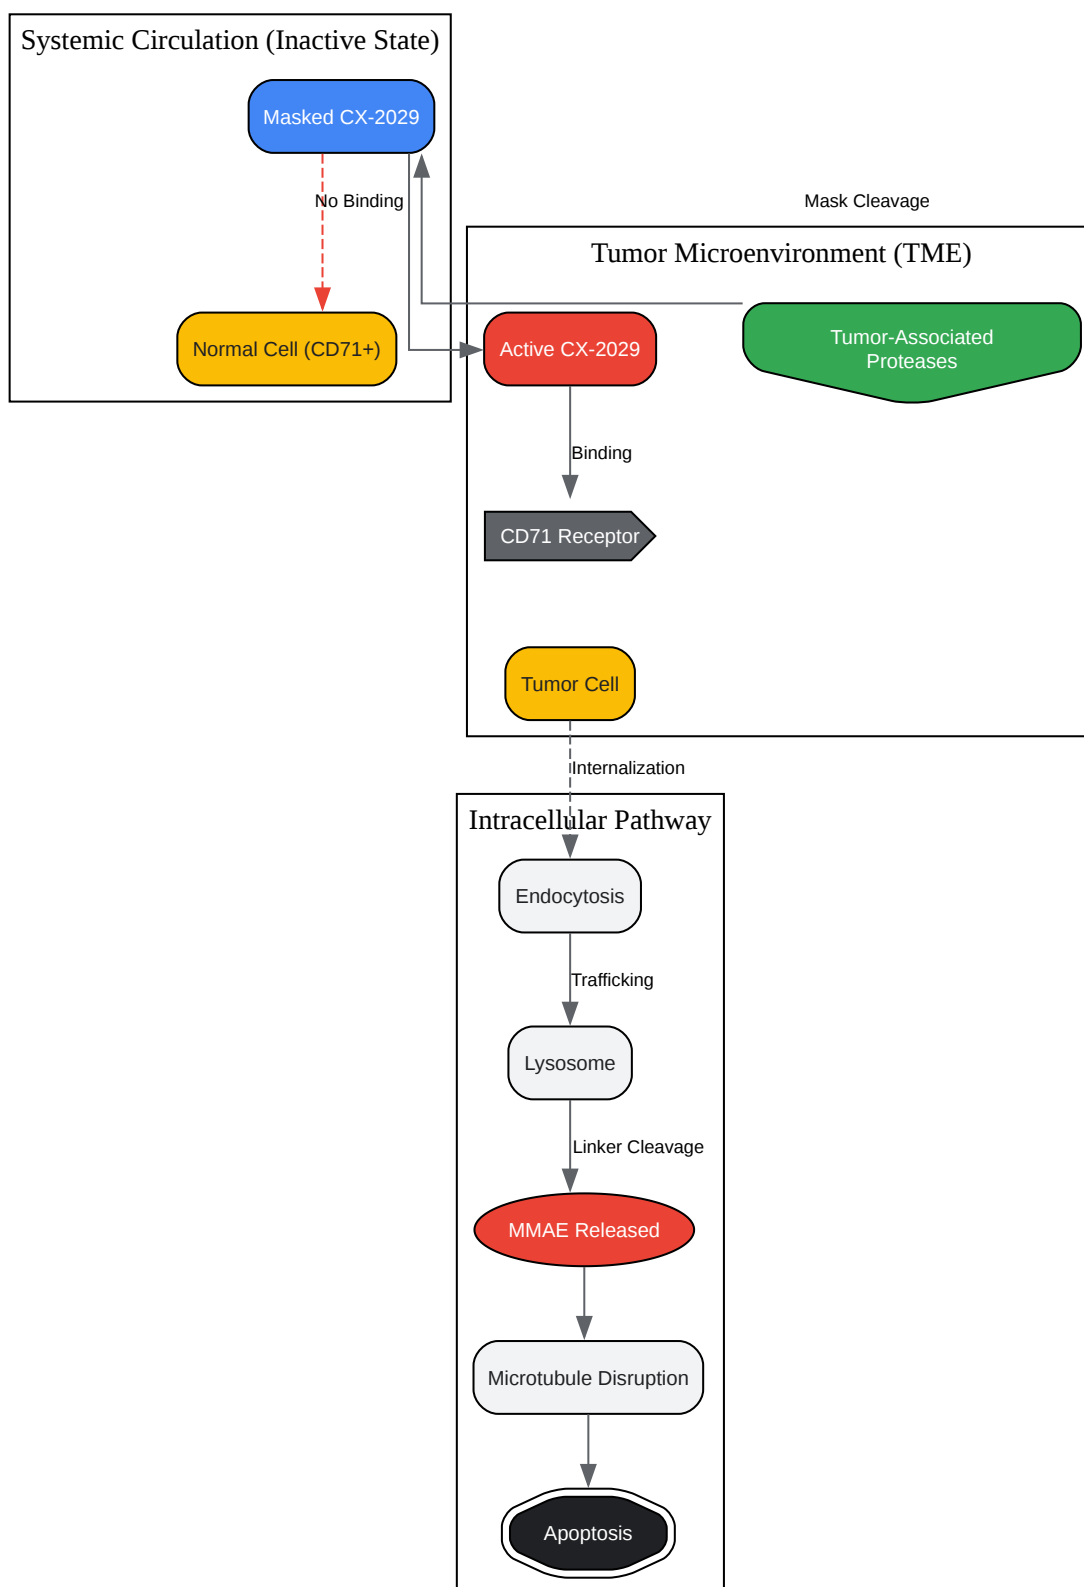 Systemic Circulation (Inactive State)
Masked CX-2029
No Binding
Normal Cell (CD71+)
Mask Cleavage
Tumor Microenvironment (TME)
Active CX-2029
Tumor-Associated
Proteases
Binding
CD71 Receptor
Tumor Cell
Internalization
Intracellular Pathway
Endocytosis
Trafficking
Lysosome
Linker Cleavage
MMAE Released
Microtubule Disruption
Apoptosis